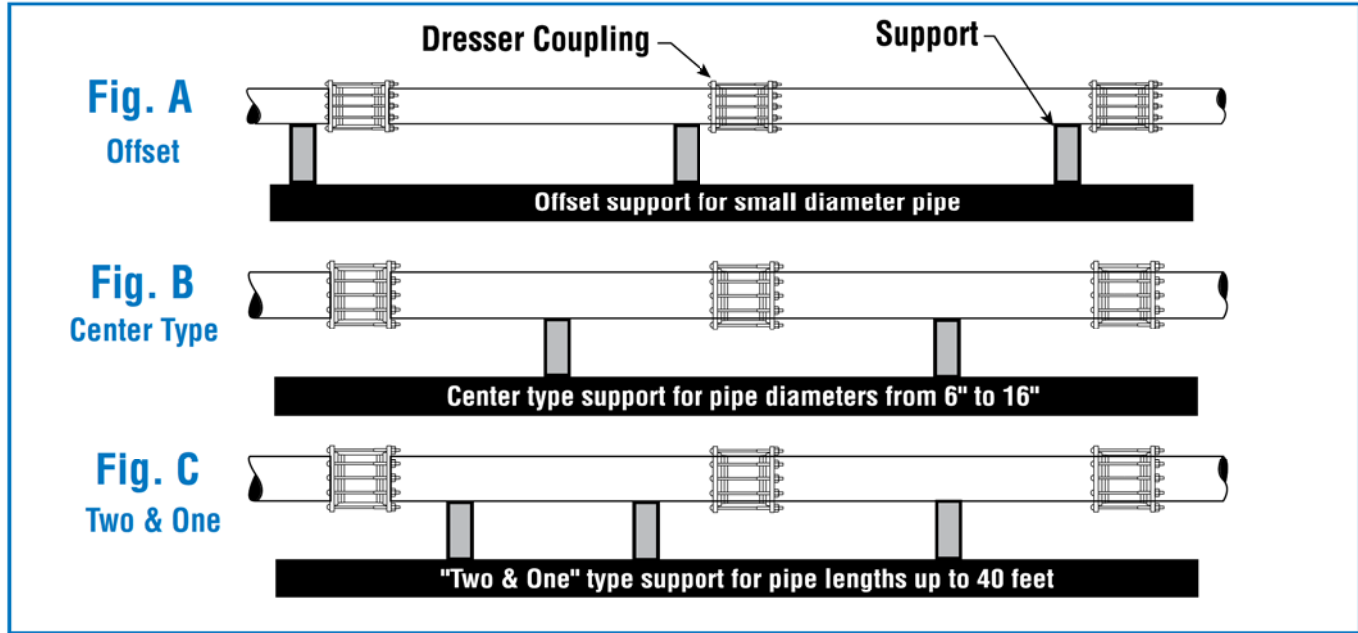 Dresser Coupling
Support
Fig. A
Offset
Offset support for small diameter pipe
Fig. B
Center Type
Center type support for pipe diameters from 6" to 16"
Fig. C
Two & One
"Two & One" type support for pipe lengths up to 40 feet